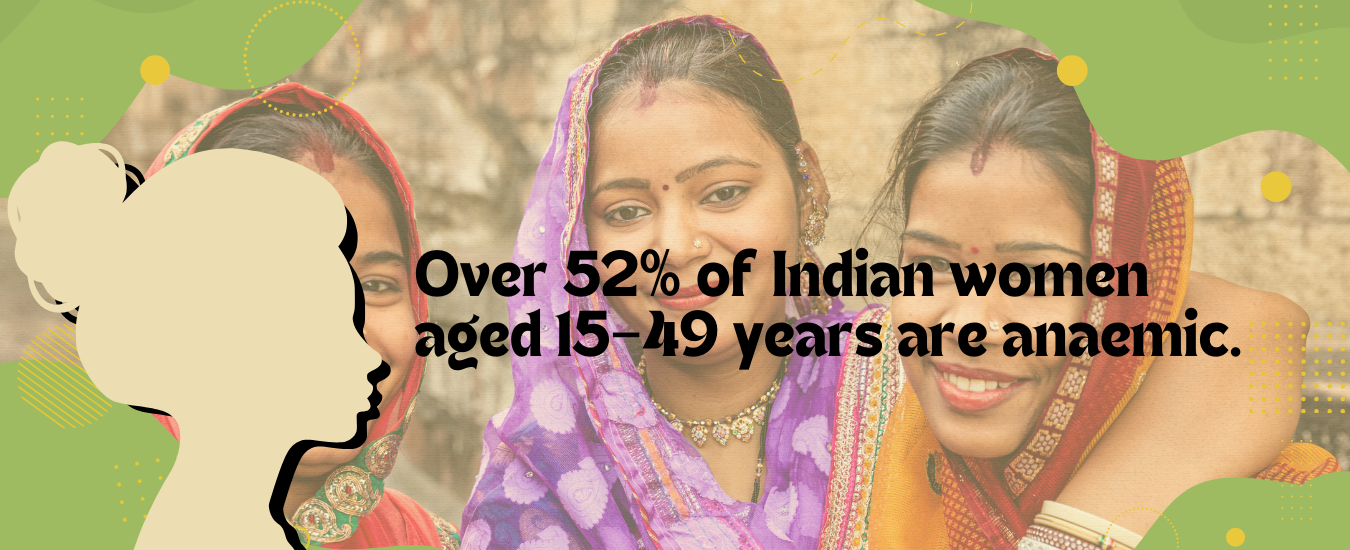 Over 52% of Indian women
aged 15–49 years are anaemic.